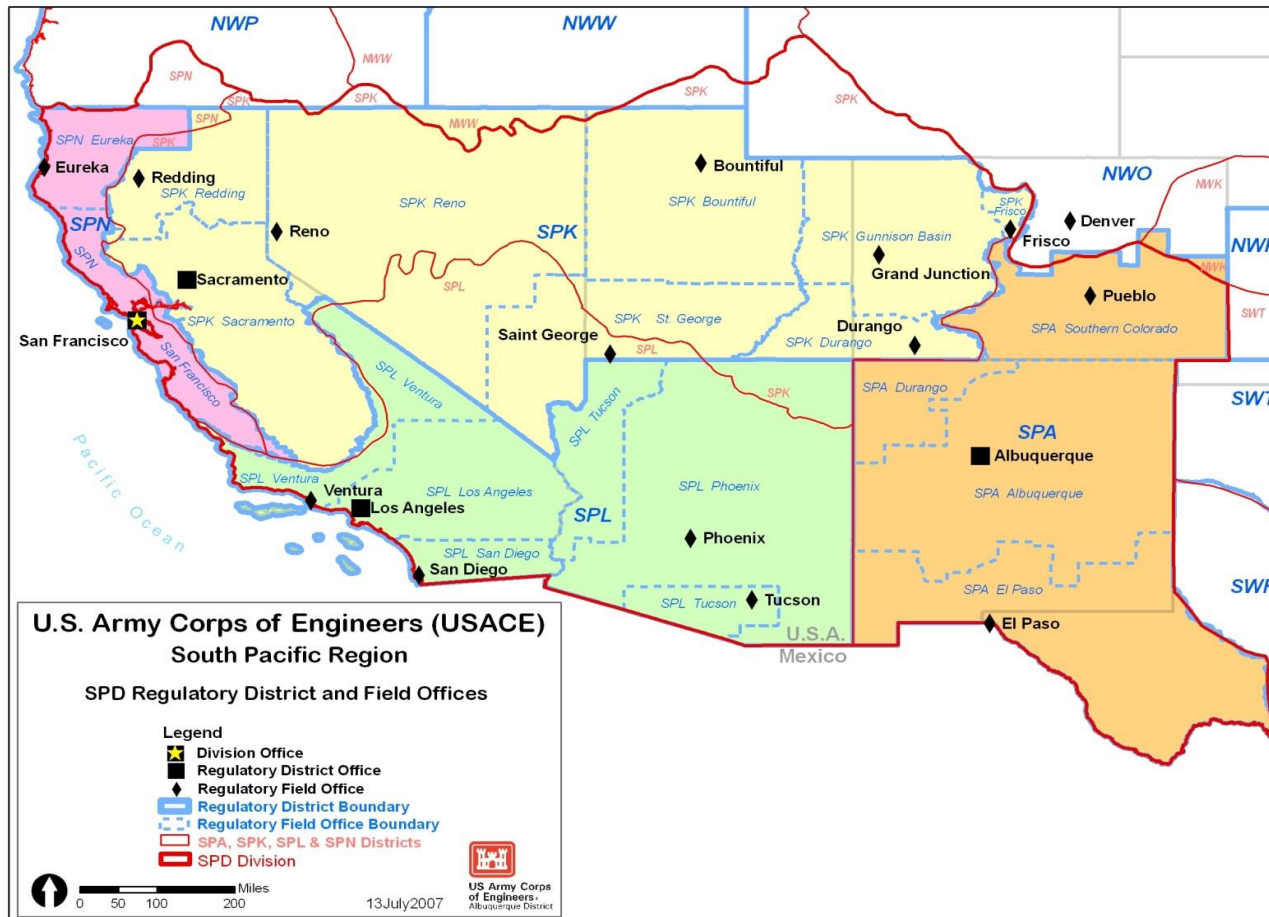 NWP
NWW
SPN
NWW
SPK
SPK
SPK
SPK
SPN
NWW
SPN Eureka
SPK
Eureka
Redding
SPK Redding
Bountiful
NWO
NWK
SPK Reno
SPK Bountiful
SPK
Frisco
Denver
SPN
Reno
SPK
SPK Gunnison Basin
Frisco
SPN
Grand Junction
NWK
Sacramento
SPL
Pueblo
SPK Sacramento
SPK St. George
Durango
SPA Southern Colorado
SWT
San Francisco
Saint George
SPL
SPK Durango
San Francisco
SPL Ventura
SPL Tucson
SPK
SPA Durango
SWT
SPA
Albuquerque
Pacific Ocean
SPL Ventura
Ventura
SPL Los Angeles
SPL Phoenix
SPA Albuquerque
Los Angeles
SPL
Phoenix
SPL San Diego
San Diego
SPL Tucson
Tucson
SPA El Paso
El Paso
U.S.A.
Mexico
U.S. Army Corps of Engineers (USACE)
South Pacific Region
SPD Regulatory District and Field Offices
Legend
Division Office
Regulatory District Office
Regulatory Field Office
Regulatory District Boundary
Regulatory Field Office Boundary
SPA, SPK, SPL & SPN Districts
SPD Division
Miles
0 50 100 200
13July2007
US Army Corps
of Engineers
Albuquerque District